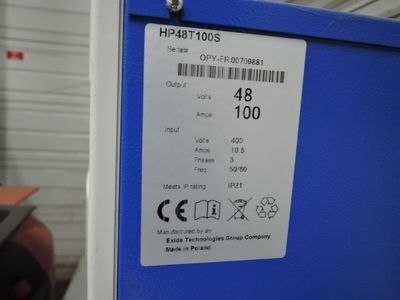 HP48T100S
Serial#
OPY-FR 00709881
Output
Volts 48
Amps 100
Input
Volts 400
Amps 10.6
Phases 3
Freq 50/60
Meets IP rating IP21
CE
Manufactured by an
Exide Technologies Group Company
Made in Poland